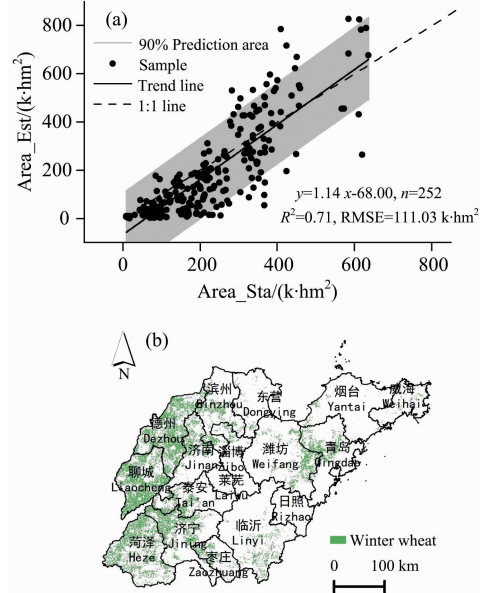 (a)
800
600
400
200
0
Area_Est/(k·hm²)
90% Prediction area
Sample
Trend line
1:1 line
y=1.14 x-68.00, n=252
R²=0.71, RMSE=111.03 k·hm²
0 200 400 600 800
Area_Sta/(k·hm²)
(b)
N
滨州
Binzhou
东营
Dongying
烟台
Yantai
威海
Weihai
德州
Dezhou
济南
Jinan
淄博
Zibo
潍坊
Weifang
青岛
Qingdao
聊城
Liaocheng
莱芜
Laiwu
泰安
Tai'an
日照
Rizhao
菏泽
Heze
济宁
Jining
临沂
Linyi
枣庄
Zaozhuang
Winter wheat
0 100 km